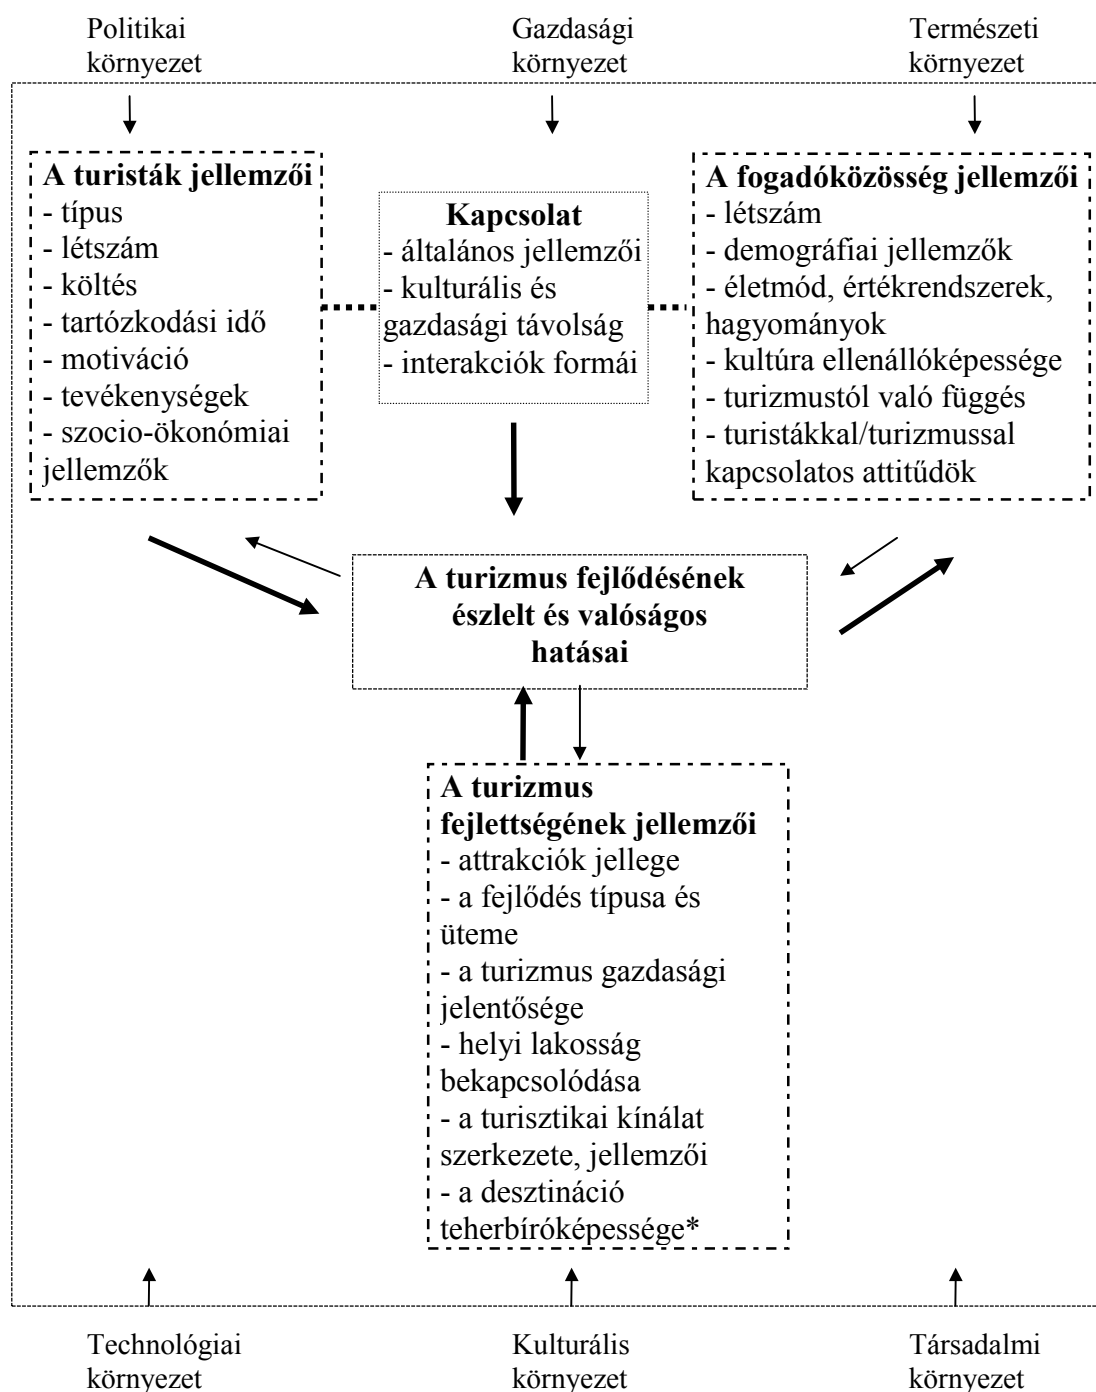 Politikai
környezet
Gazdasági
környezet
Természeti
környezet
A turisták jellemzői
- típus
- létszám
- költés
- tartózkodási idő
- motiváció
- tevékenységek
- szocio-ökonómiai
jellemzők
Kapcsolat
- általános jellemzői
- kulturális és
gazdasági távolság
- interakciók formái
A fogadóközösség jellemzői
- létszám
- demográfiai jellemzők
- életmód, értékrendszerek,
hagyományok
- kultúra ellenállóképessége
- turizmustól való függés
- turistákkal/turizmussal
kapcsolatos attitűdök
A turizmus fejlődésének
észlelt és valóságos
hatásai
A turizmus
fejlettségének jellemzői
- attrakciók jellege
- a fejlődés típusa és
üteme
- a turizmus gazdasági
jelentősége
- helyi lakosság
bekapcsolódása
- a turisztikai kínálat
szerkezete, jellemzői
- a desztináció
teherbíróképessége*
Technológiai
környezet
Kulturális
környezet
Társadalmi
környezet